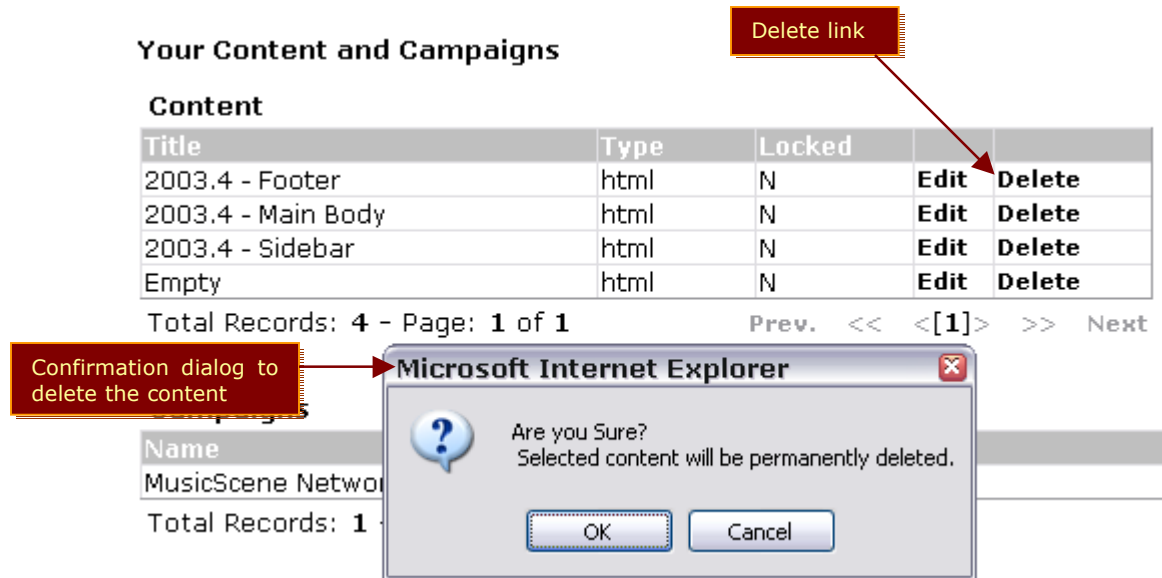 Delete link
Your Content and Campaigns
Content
Title Type Locked
2003.4 - Footer html N Edit Delete
2003.4 - Main Body html N Edit Delete
2003.4 - Sidebar html N Edit Delete
Empty html N Edit Delete
Total Records: 4 - Page: 1 of 1 Prev. << <[1]> >> Next
Confirmation dialog to
delete the content
Microsoft Internet Explorer
Campaigns
Are you Sure?
Selected content will be permanently deleted.
Name
MusicScene Networ
Total Records: 1 -
OK Cancel